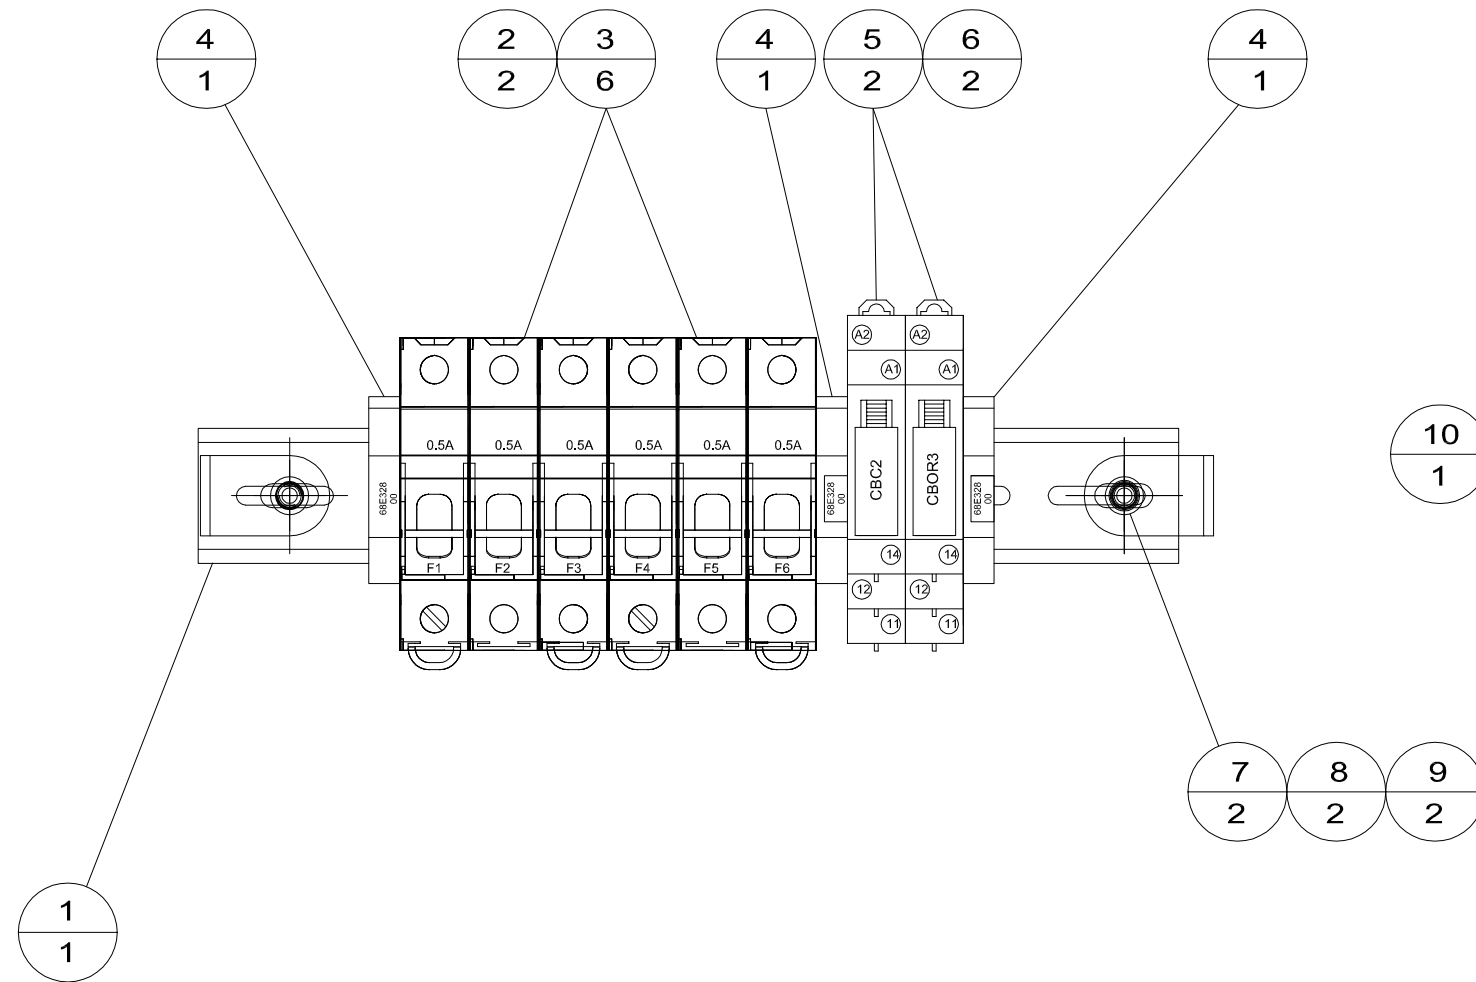 4 2 3 4 5 6 4
1 2 6 1 2 2 1
A2 A2
A1 A1
0.5A 0.5A 0.5A 0.5A 0.5A 0.5A
10
1
68E328
00
68E328
00
CBC2
CBOR3
68E328
00
14 14
F1 F2 F3 F4 F5 F6
12 12
11 11
7 8 9
2 2 2
1
1